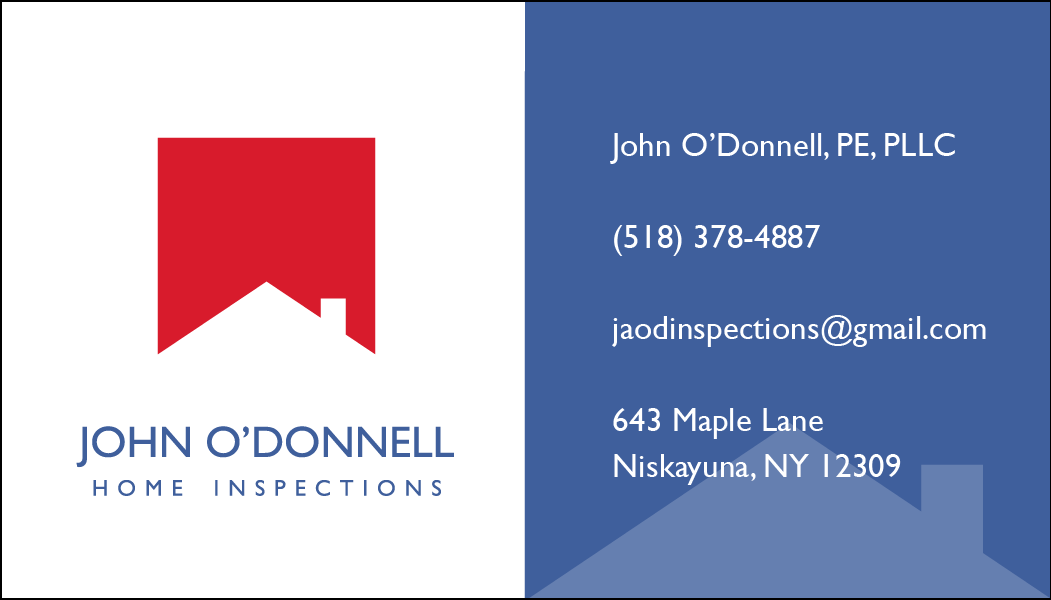 JOHN O’DONNELL
HOME INSPECTIONS
John O’Donnell, PE, PLLC
(518) 378-4887
jaodinspections@gmail.com
643 Maple Lane
Niskayuna, NY 12309